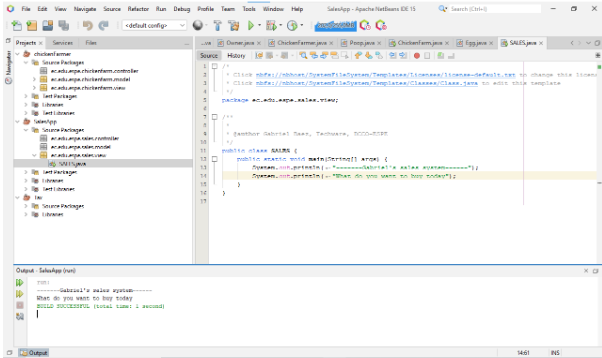 File Edit View Navigate Source Refactor Run Debug Profile Team Tools Window Help
SalesApp - Apache NetBeans IDE 15
Search (Ctrl+I)
<default config>
Projects × Services Files
Owner.java × ChickenFarmer.java × Poop.java × ChickenFarm.java × Egg.java × SALES.java ×
Navigator
Source History
chickenFarmer
Source Packages
ec.edu.espe.chickenfarm.controller
ec.edu.espe.chickenfarm.model
ec.edu.espe.chickenfarm.view
Test Packages
Libraries
Test Libraries
SalesApp
Source Packages
ec.edu.espe.sales.controller
ec.edu.espe.sales.model
ec.edu.espe.sales.view
SALES.java
Test Packages
Libraries
Test Libraries
Source Packages
Libraries
1 /*
2 * Click nbfs://nbhost/SystemFileSystem/Templates/Licenses/license-default.txt to change this licens
3 * Click nbfs://nbhost/SystemFileSystem/Templates/Classes/Class.java to edit this template
4 */
5 package ec.edu.espe.sales.view;
6
7 /**
8 *
9 * @author Gabriel Baez, Techware, DCCO-ESPE
10 */
11 public class SALES {
12 public static void main(String[] args) {
13 System.out.println("-------Gabriel's sales system------");
14 System.out.println("What do you want to buy today");
15 }
16 }
17
Output - SalesApp (run) ×
run:
-------Gabriel's sales system------
What do you want to buy today
BUILD SUCCESSFUL (total time: 1 second)
Output
14:61 INS